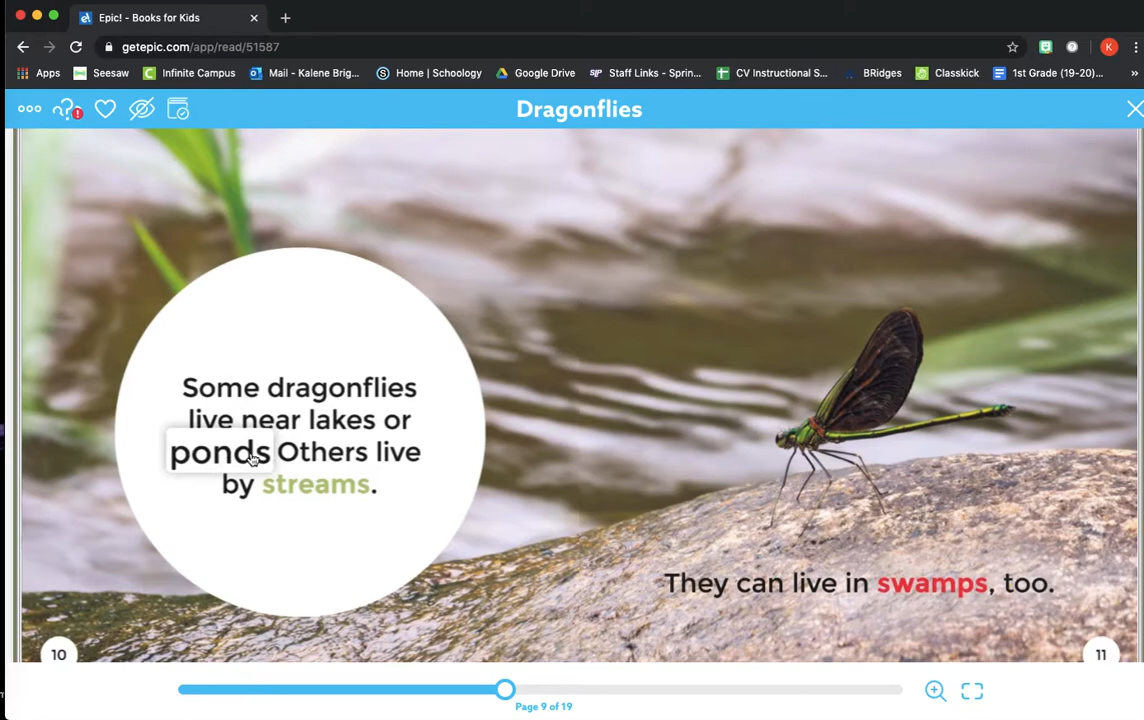 Epic! - Books for Kids
getepic.com/app/read/51587
K
Apps
Seesaw
Infinite Campus
Mail - Kalene Brig...
Home | Schoology
Google Drive
Staff Links - Sprin...
CV Instructional S...
BRidges
Classkick
1st Grade (19-20)...
»
Dragonflies
Some dragonflies
live near lakes or
ponds Others live
by streams.
They can live in swamps, too.
10
11
Page 9 of 19